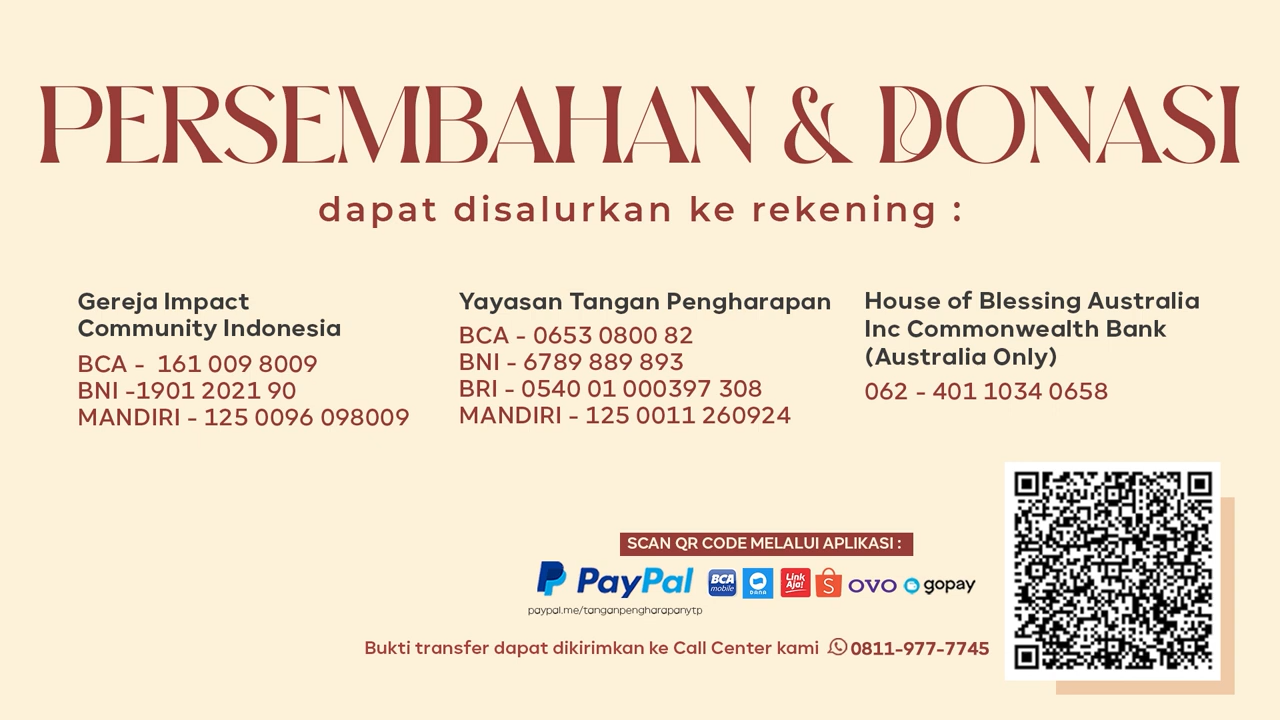 PERSEMBAHAN & DONASI
dapat disalurkan ke rekening :
Gereja Impact
Community Indonesia
BCA -  161 009 8009
BNI -1901 2021 90
MANDIRI - 125 0096 098009
Yayasan Tangan Pengharapan
BCA - 0653 0800 82
BNI - 6789 889 893
BRI - 0540 01 000397 308
MANDIRI - 125 0011 260924
House of Blessing Australia
Inc Commonwealth Bank
(Australia Only)
062 - 401 1034 0658
SCAN QR CODE MELALUI APLIKASI :
PayPal BCA mobile DANA Link Aja! S OVO gopay
paypal.me/tanganpengharapanytp
Bukti transfer dapat dikirimkan ke Call Center kami 0811-977-7745